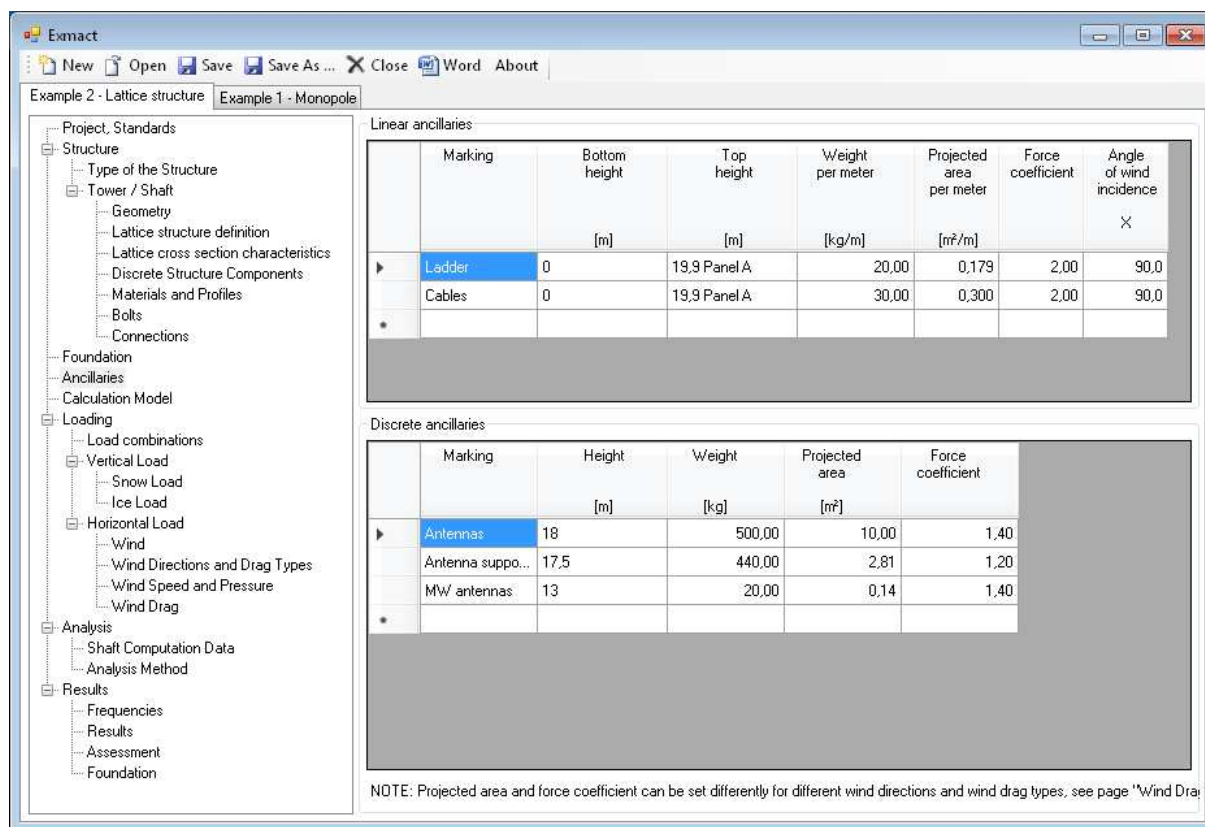 Exmact
New Open Save Save As ... Close Word About
Example 2 - Lattice structure Example 1 - Monopole
Project, Standards
Structure
Type of the Structure
Tower / Shaft
Geometry
Lattice structure definition
Lattice cross section characteristics
Discrete Structure Components
Materials and Profiles
Bolts
Connections
Foundation
Ancillaries
Calculation Model
Loading
Load combinations
Vertical Load
Snow Load
Ice Load
Horizontal Load
Wind
Wind Directions and Drag Types
Wind Speed and Pressure
Wind Drag
Analysis
Shaft Computation Data
Analysis Method
Results
Frequencies
Results
Assessment
Foundation
Linear ancillaries
Marking Bottom Top Weight Projected Force Angle
height height per meter area coefficient of wind
per meter incidence
X
[m] [m] [kg/m] [m²/m]
Ladder 0 19,9 Panel A 20,00 0,179 2,00 90,0
Cables 0 19,9 Panel A 30,00 0,300 2,00 90,0
Discrete ancillaries
Marking Height Weight Projected Force
area coefficient
[m] [kg] [m²]
Antennas 18 500,00 10,00 1,40
Antenna suppo... 17,5 440,00 2,81 1,20
MW antennas 13 20,00 0,14 1,40
NOTE: Projected area and force coefficient can be set differently for different wind directions and wind drag types, see page "Wind Dra